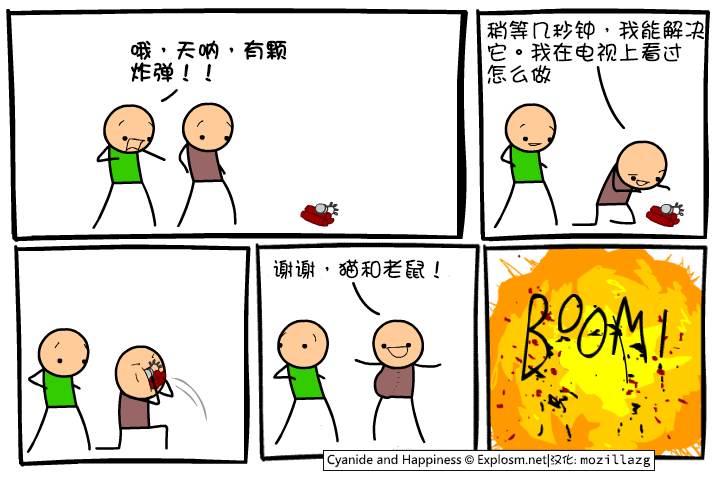 哦，天呐，有颗
炸弹！！
稍等几秒钟，我能解决
它。我在电视上看过
怎么做
谢谢，猫和老鼠！
BOOM!
Cyanide and Happiness © Explosm.net|汉化: mozillazg